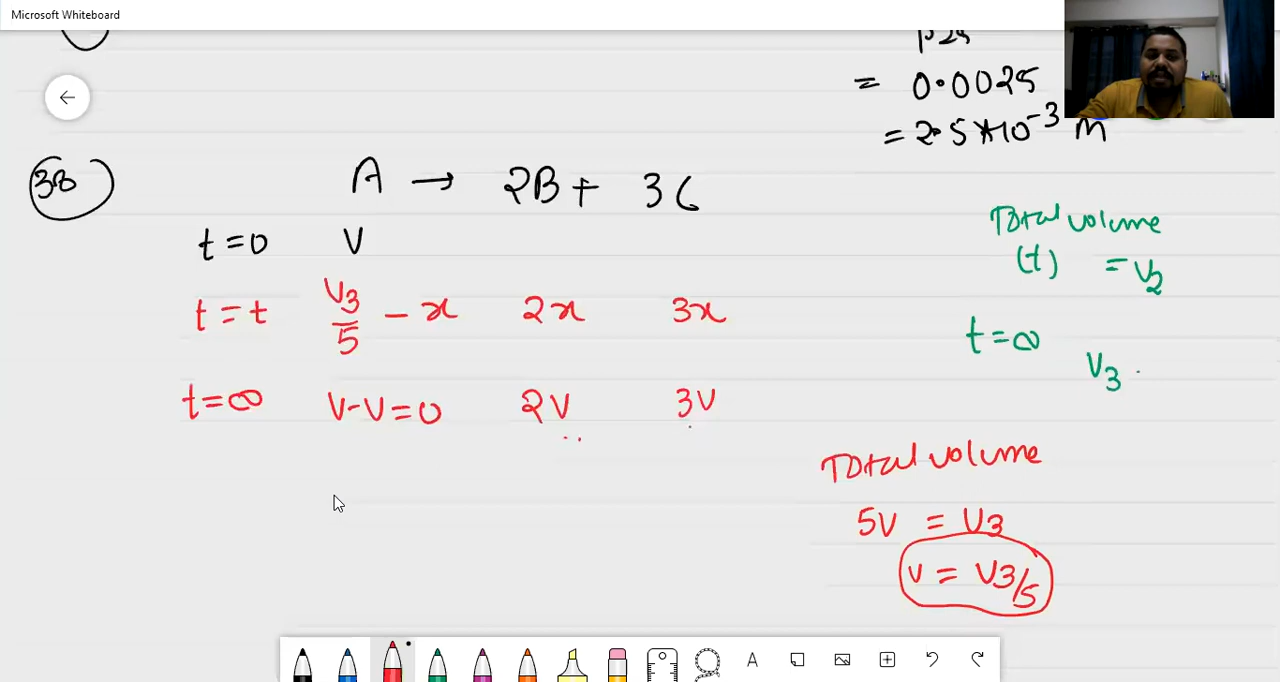 Microsoft Whiteboard
= 0.0025
= 2.5*10-3 M
38 A → 2B + 3C
t=0 V
t=t V3/5 - x 2x 3x
t=∞ V-V=0 2V 3V
Total volume
(t) = V2
t=∞
V3
Total volume
5V = V3
V = V3/5
A